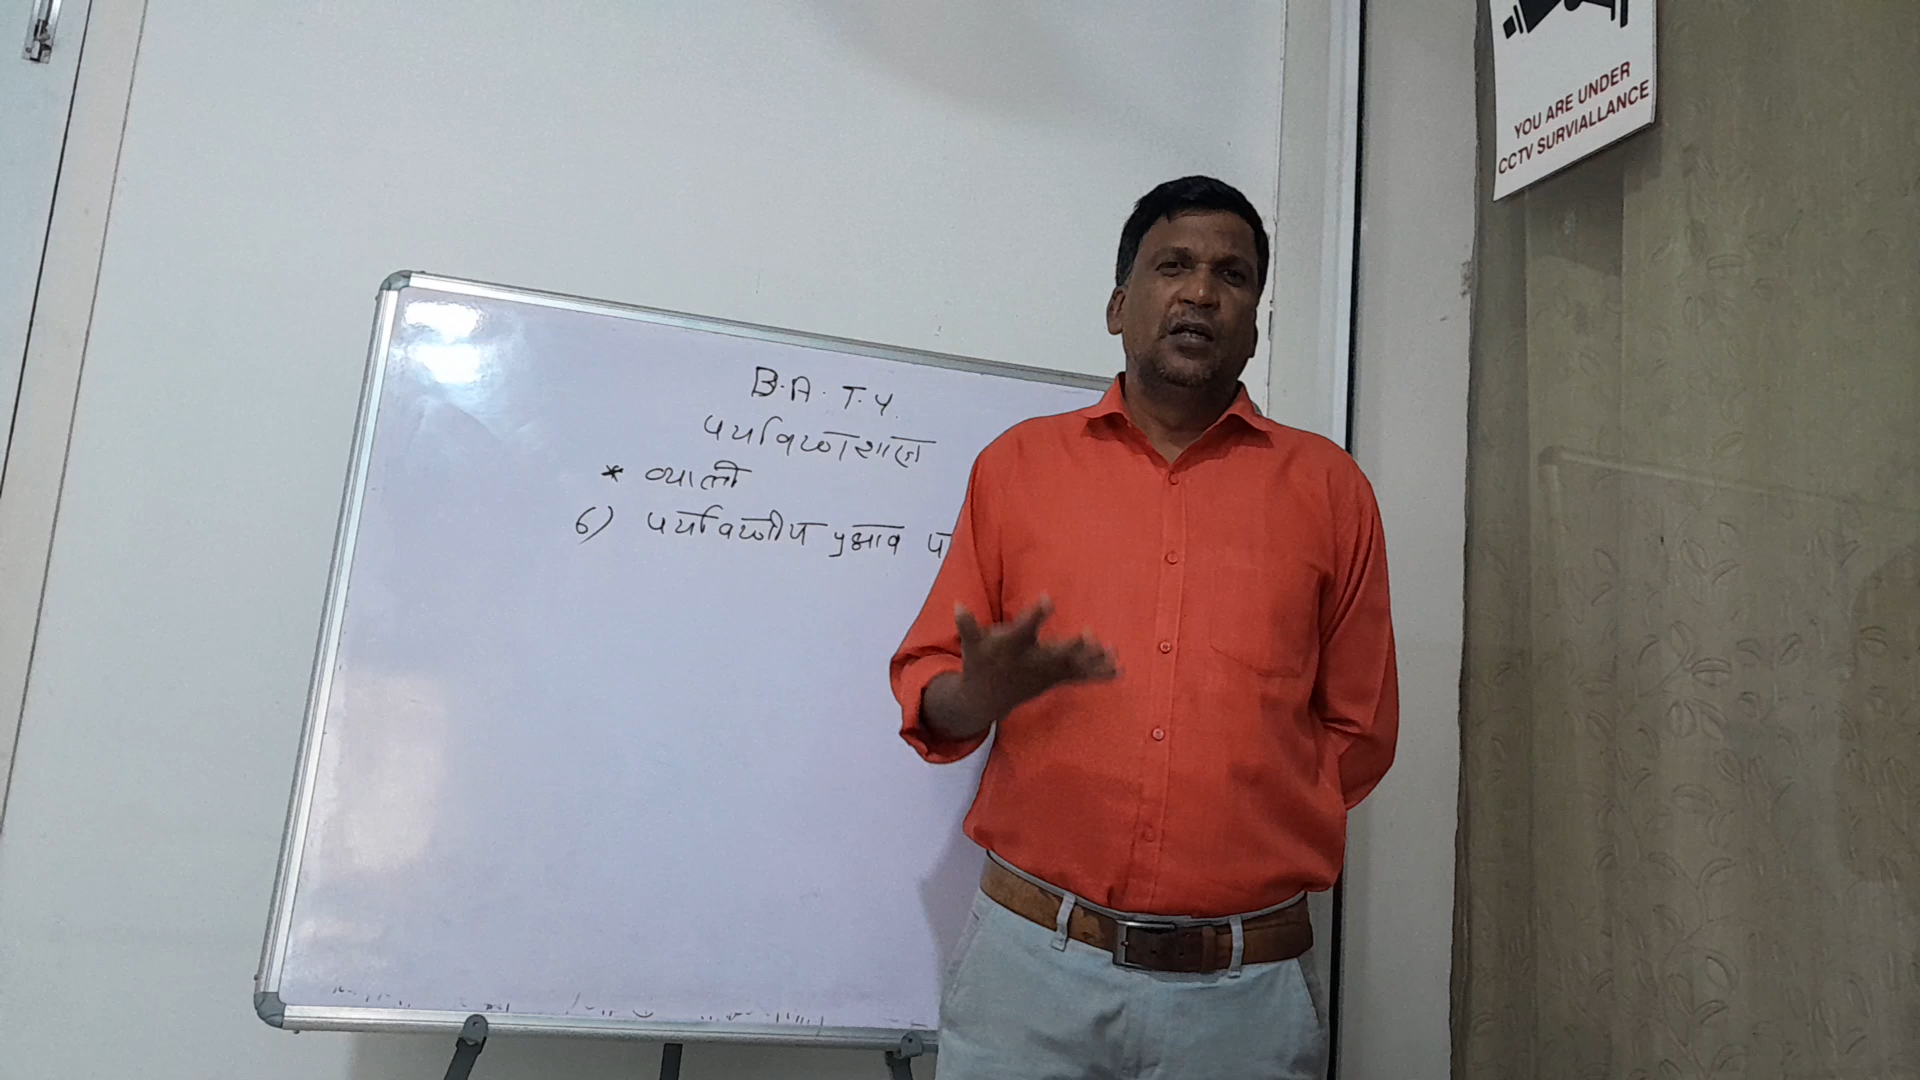 B.A. T.Y.
पर्यावरणशास्त्र
* व्याप्ती
6) पर्यावरणीय प्रभाव
YOU ARE UNDER
CCTV SURVIALLANCE